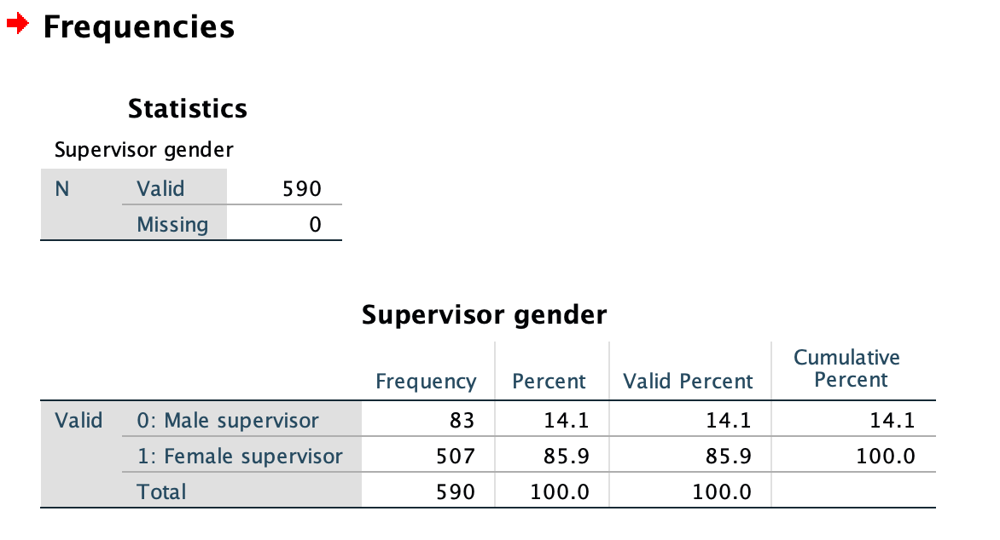 Frequencies
Statistics
Supervisor gender
N Valid 590
Missing 0
Supervisor gender
Frequency Percent Valid Percent Cumulative Percent
Valid 0: Male supervisor 83 14.1 14.1 14.1
1: Female supervisor 507 85.9 85.9 100.0
Total 590 100.0 100.0